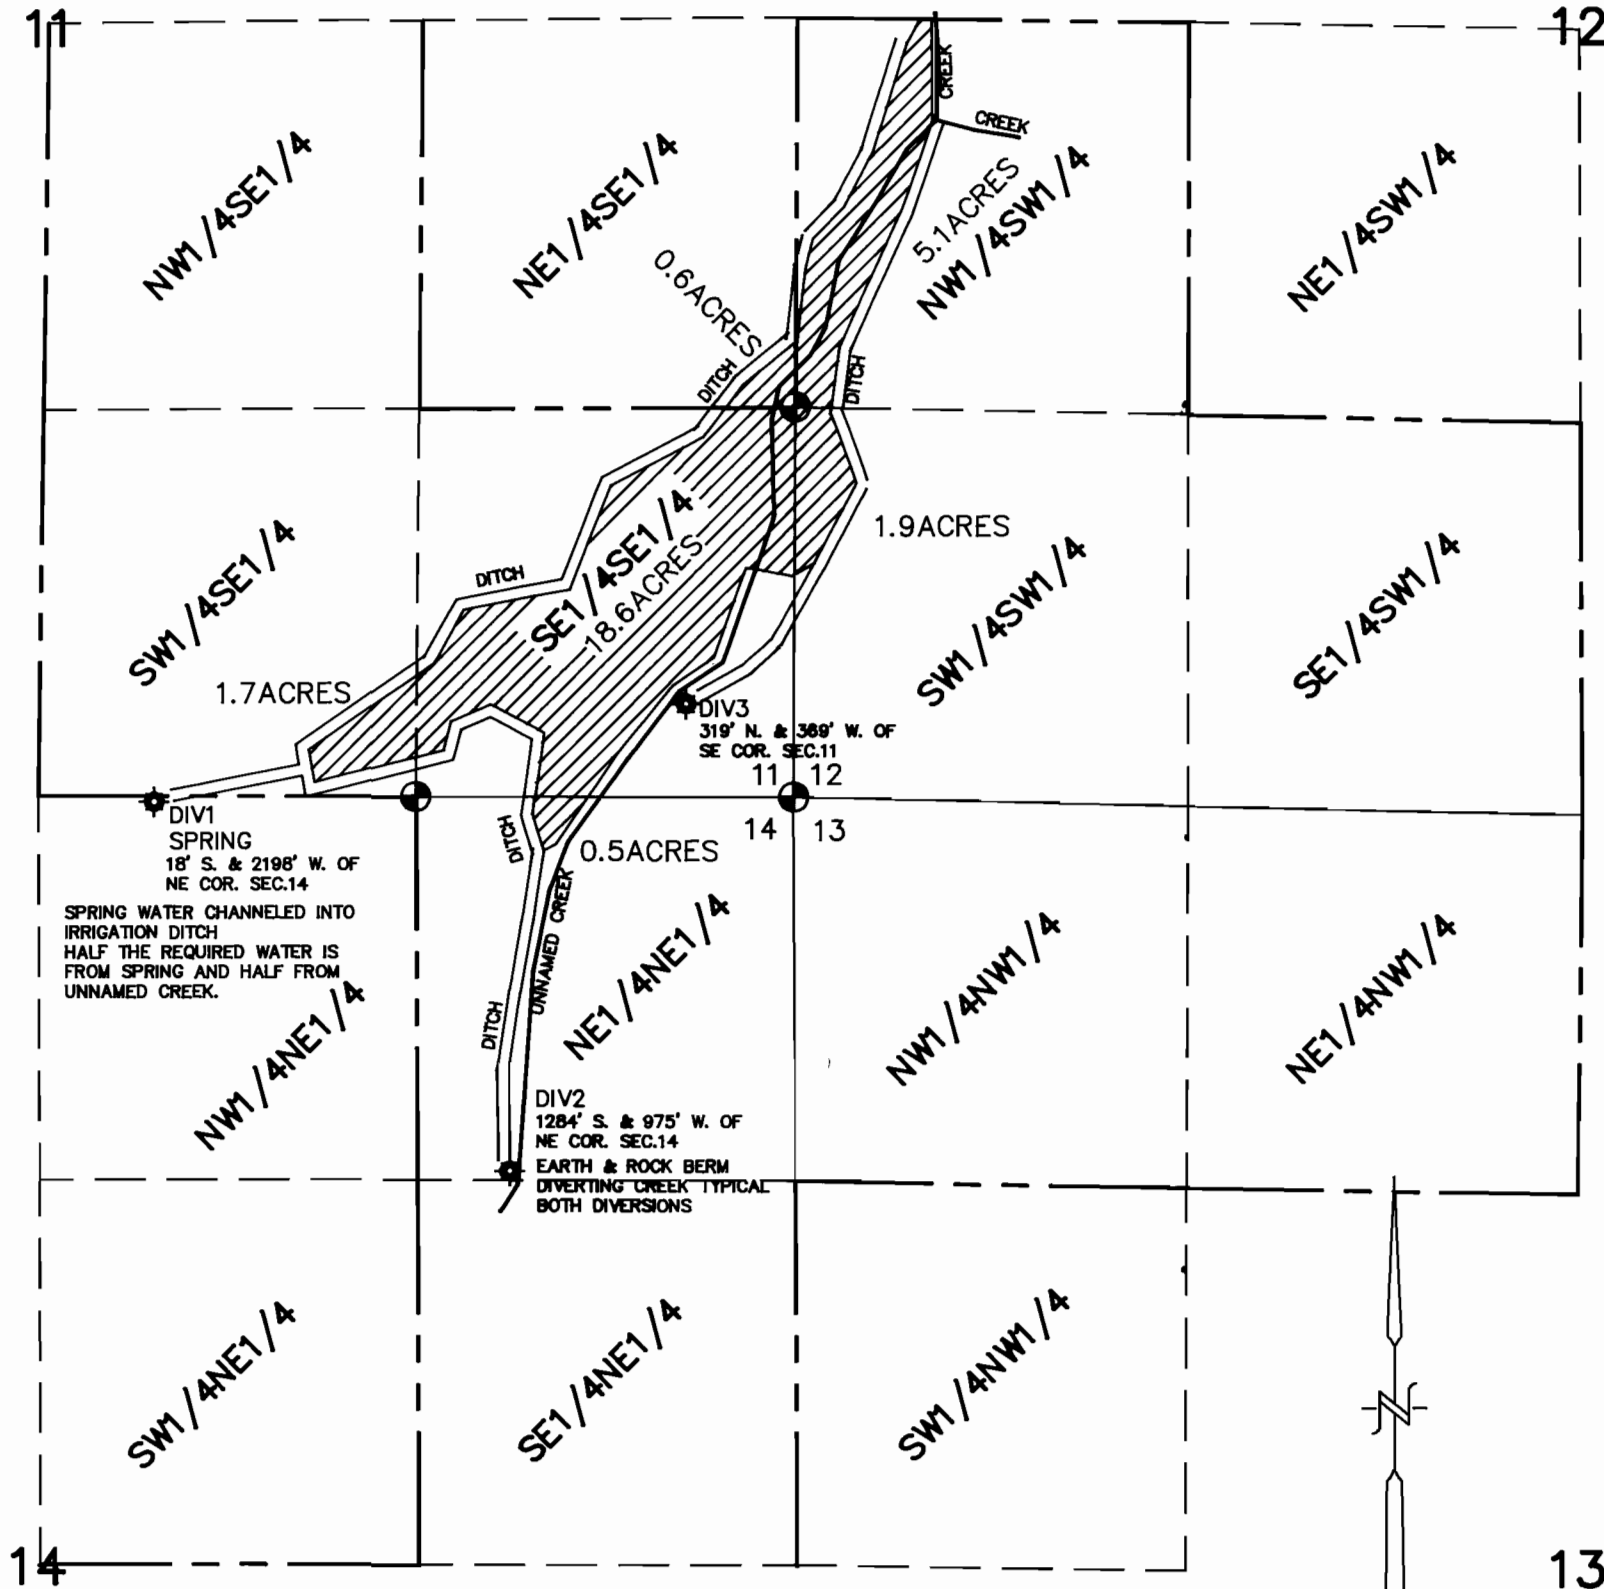 11
12
CREEK
CREEK
NW1/4SE1/4
NE1/4SE1/4
5.1ACRES
NW1/4SW1/4
NE1/4SW1/4
0.6ACRES
DITCH
DITCH
1.9ACRES
DITCH
SW1/4SE1/4
SE1/4SE1/4
18.6ACRES
SW1/4SW1/4
SE1/4SW1/4
1.7ACRES
DIV3
319' N. & 369' W. OF
SE COR. SEC.11
11 12
14 13
DIV1
SPRING
18' S. & 2198' W. OF
NE COR. SEC.14
SPRING WATER CHANNELED INTO
IRRIGATION DITCH
HALF THE REQUIRED WATER IS
FROM SPRING AND HALF FROM
UNNAMED CREEK.
DITCH
0.5ACRES
UNNAMED CREEK
DITCH
NW1/4NE1/4
NE1/4NE1/4
NW1/4NW1/4
NE1/4NW1/4
DIV2
1284' S. & 975' W. OF
NE COR. SEC.14
EARTH & ROCK BERM
DIVERTING CREEK TYPICAL
BOTH DIVERSIONS
SW1/4NE1/4
SE1/4NE1/4
SW1/4NW1/4
N
14
13